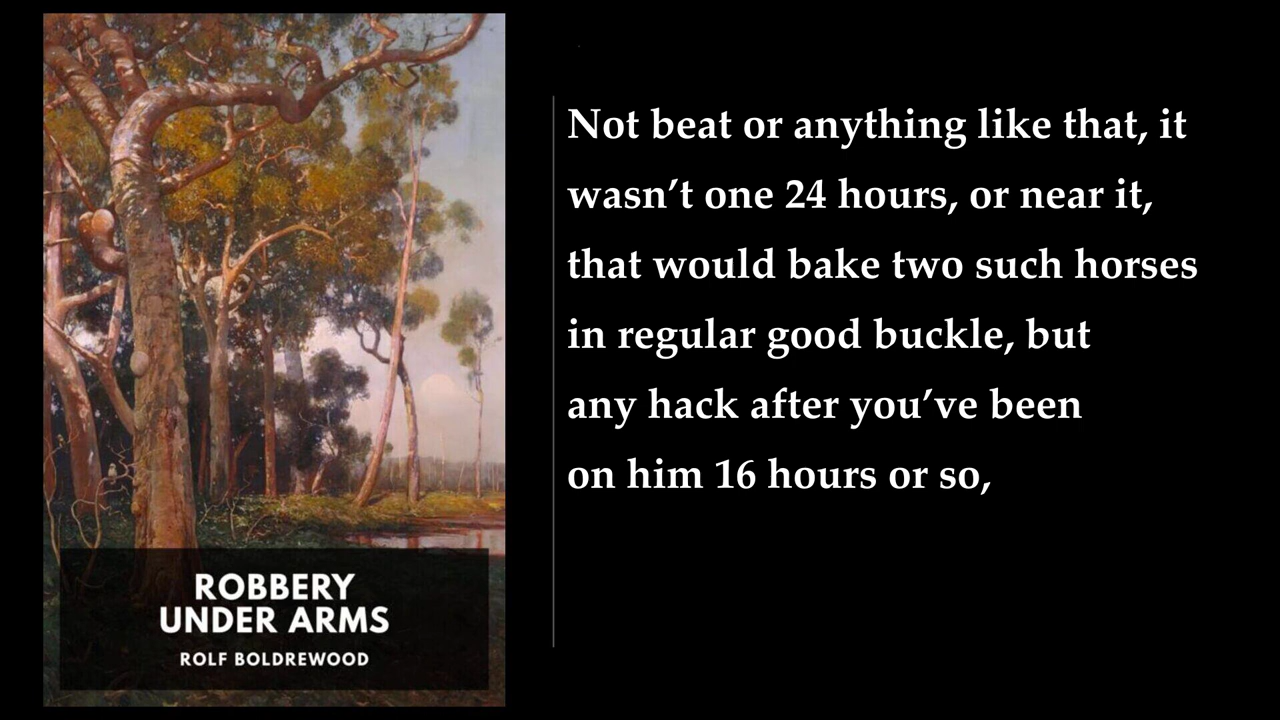 Not beat or anything like that, it
wasn’t one 24 hours, or near it,
that would bake two such horses
in regular good buckle, but
any hack after you’ve been
on him 16 hours or so,
ROBBERY
UNDER ARMS
ROLF BOLDREWOOD